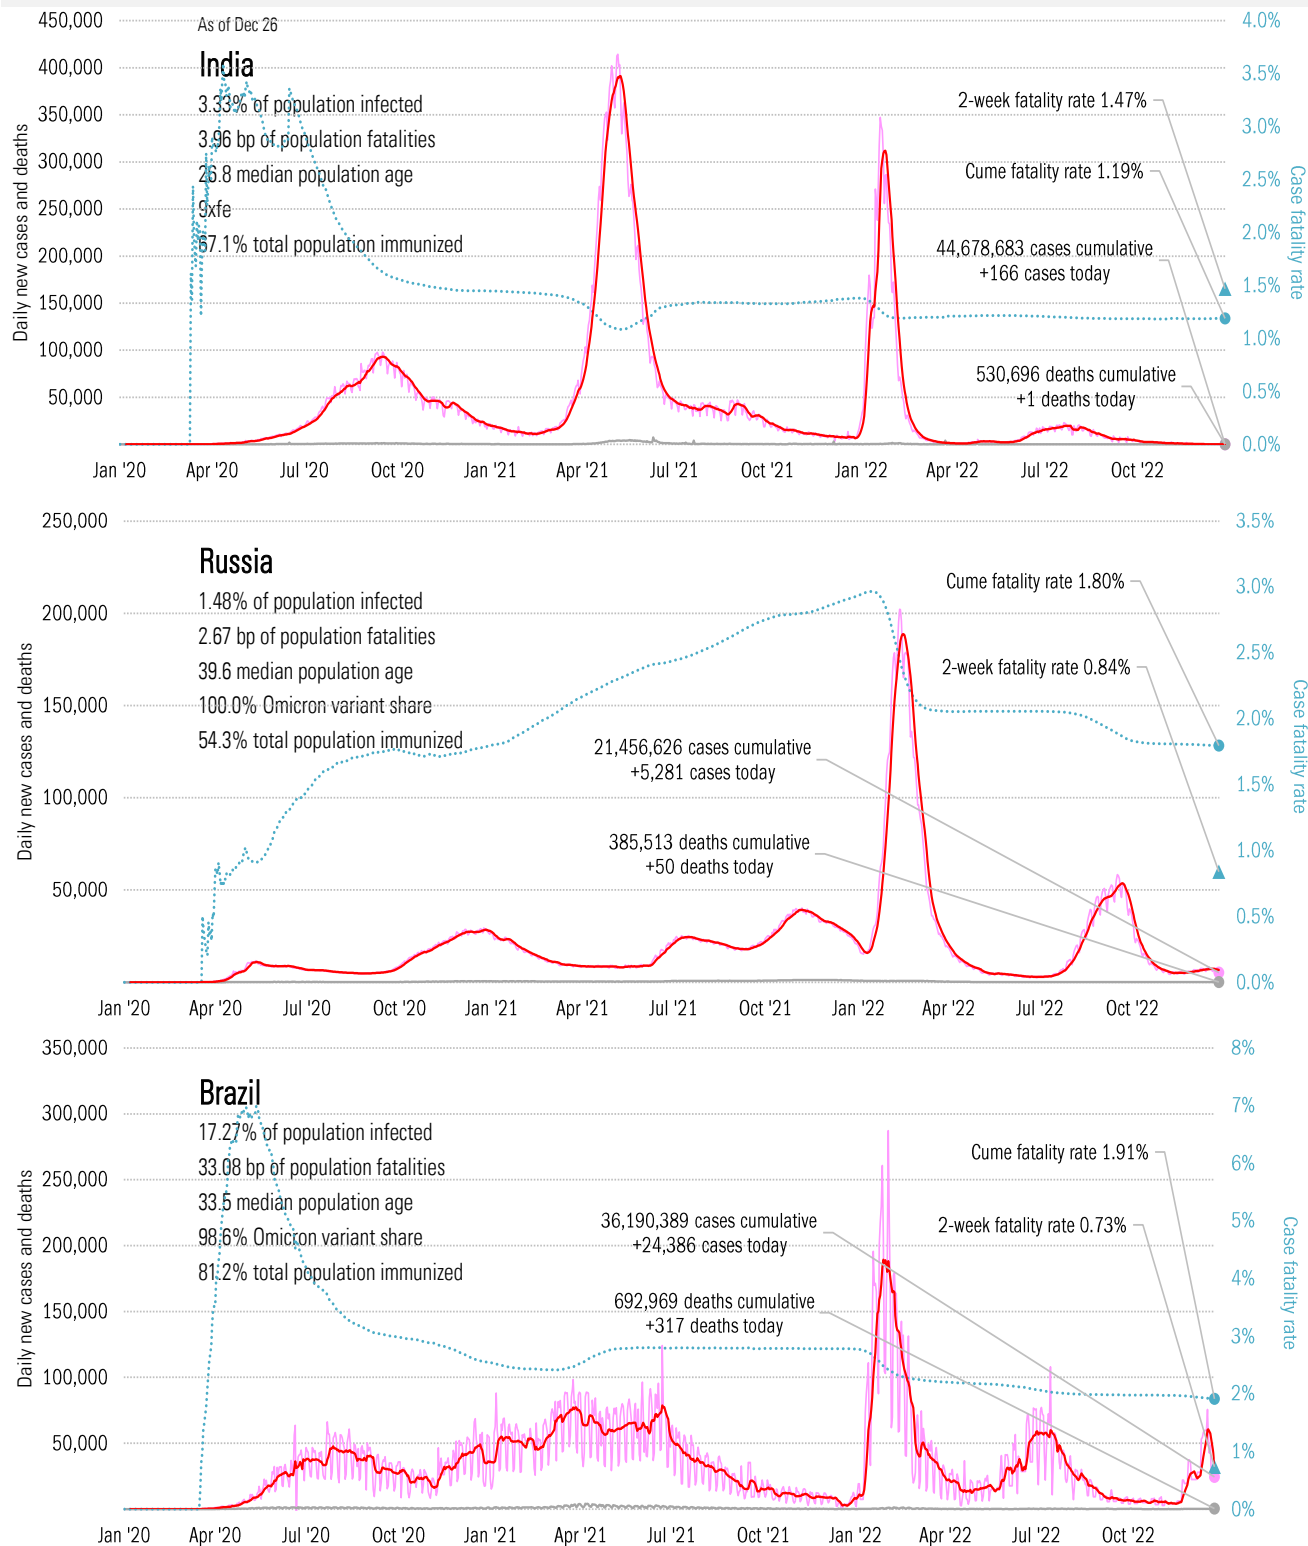 As of Dec 26
India
3.33% of population infected
3.96 bp of population fatalities
26.8 median population age
9xfe
67.1% total population immunized
Daily new cases and deaths
450,000
400,000
350,000
300,000
250,000
200,000
150,000
100,000
50,000
4.0%
3.5%
3.0%
2.5%
2.0%
1.5%
1.0%
0.5%
0.0%
Case fatality rate
2-week fatality rate 1.47%
Cume fatality rate 1.19%
44,678,683 cases cumulative
+166 cases today
530,696 deaths cumulative
+1 deaths today
Jan '20 Apr '20 Jul '20 Oct '20 Jan '21 Apr '21 Jul '21 Oct '21 Jan '22 Apr '22 Jul '22 Oct '22
Russia
1.48% of population infected
2.67 bp of population fatalities
39.6 median population age
100.0% Omicron variant share
54.3% total population immunized
Daily new cases and deaths
250,000
200,000
150,000
100,000
50,000
3.5%
3.0%
2.5%
2.0%
1.5%
1.0%
0.5%
0.0%
Case fatality rate
Cume fatality rate 1.80%
2-week fatality rate 0.84%
21,456,626 cases cumulative
+5,281 cases today
385,513 deaths cumulative
+50 deaths today
Jan '20 Apr '20 Jul '20 Oct '20 Jan '21 Apr '21 Jul '21 Oct '21 Jan '22 Apr '22 Jul '22 Oct '22
Brazil
17.27% of population infected
33.08 bp of population fatalities
33.5 median population age
98.6% Omicron variant share
81.2% total population immunized
Daily new cases and deaths
350,000
300,000
250,000
200,000
150,000
100,000
50,000
8%
7%
6%
5%
4%
3%
2%
1%
0%
Case fatality rate
Cume fatality rate 1.91%
2-week fatality rate 0.73%
36,190,389 cases cumulative
+24,386 cases today
692,969 deaths cumulative
+317 deaths today
Jan '20 Apr '20 Jul '20 Oct '20 Jan '21 Apr '21 Jul '21 Oct '21 Jan '22 Apr '22 Jul '22 Oct '22